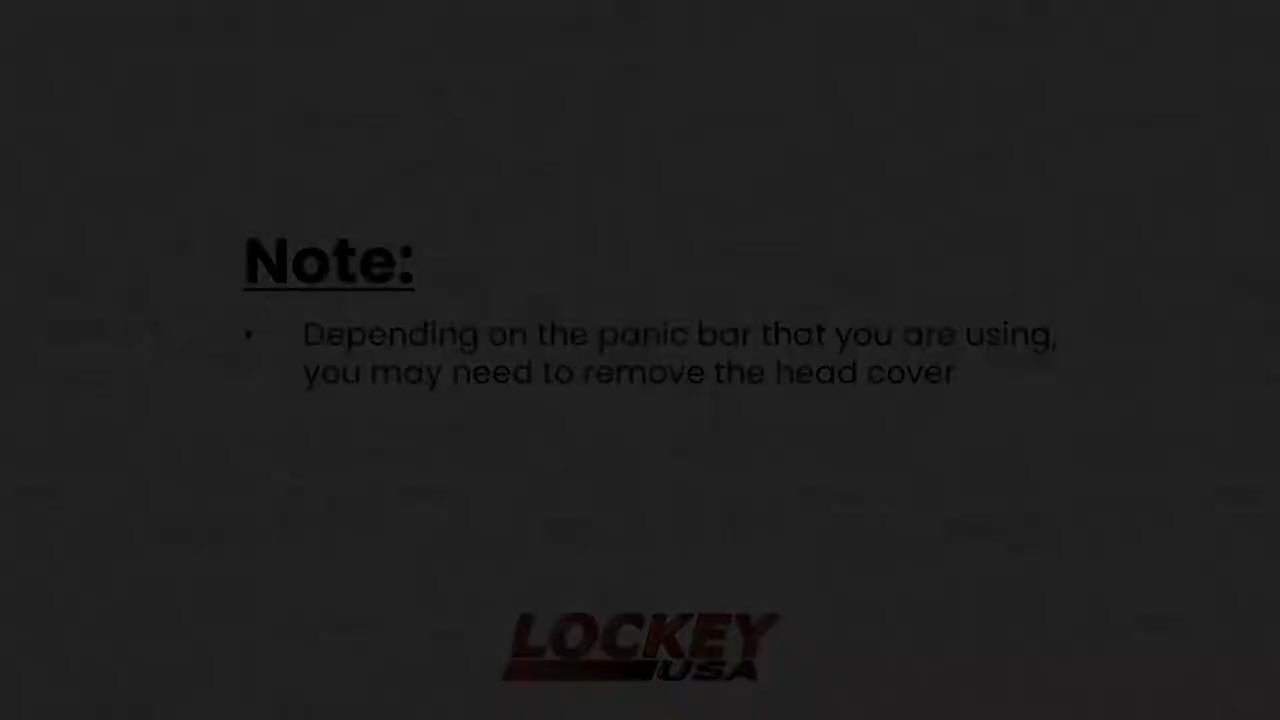 Note:
• Depending on the panic bar that you are using,
you may need to remove the head cover
LOCKEY
USA